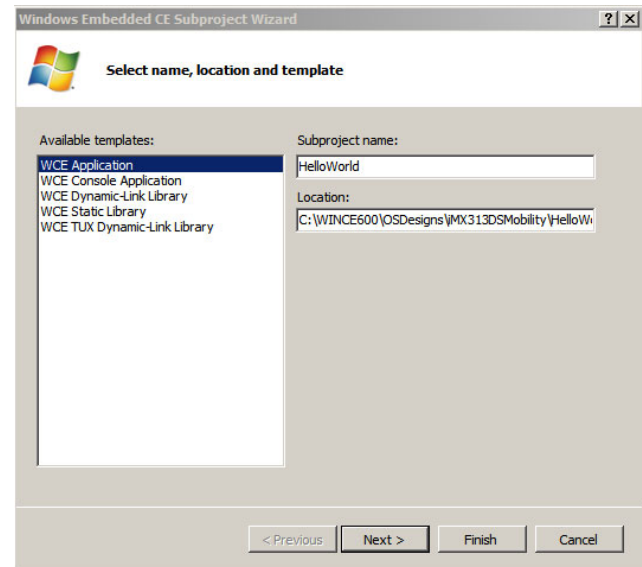 Windows Embedded CE Subproject Wizard
Select name, location and template
Available templates:
WCE Application
WCE Console Application
WCE Dynamic-Link Library
WCE Static Library
WCE TUX Dynamic-Link Library
Subproject name:
HelloWorld
Location:
C:\WINCE600\OSDesigns\iMX313DSMobility\HelloW
< Previous
Next >
Finish
Cancel